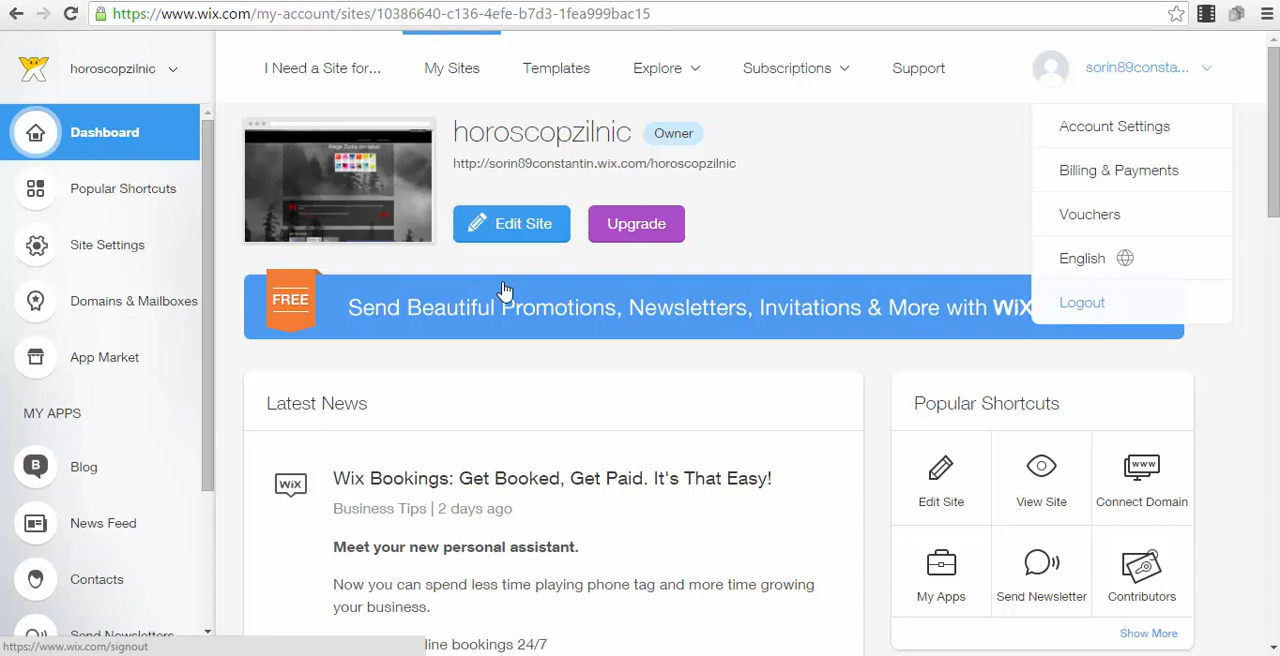 https://www.wix.com/my-account/sites/10386640-c136-4efe-b7d3-1fea999bac15
horoscopzilnic
I Need a Site for...
My Sites
Templates
Explore
Subscriptions
Support
sorin89consta...
Account Settings
Billing & Payments
Vouchers
English
Logout
Dashboard
Popular Shortcuts
Site Settings
Domains & Mailboxes
App Market
MY APPS
Blog
News Feed
Contacts
Send Newsletters
horoscopzilnic
Owner
http://sorin89constantin.wix.com/horoscopzilnic
Edit Site
Upgrade
FREE
Send Beautiful Promotions, Newsletters, Invitations & More with WiX
Latest News
WiX
Wix Bookings: Get Booked, Get Paid. It's That Easy!
Business Tips | 2 days ago
Meet your new personal assistant.
Now you can spend less time playing phone tag and more time growing
your business.
line bookings 24/7
Popular Shortcuts
Edit Site
View Site
www
Connect Domain
My Apps
Send Newsletter
Contributors
Show More
https://www.wix.com/signout